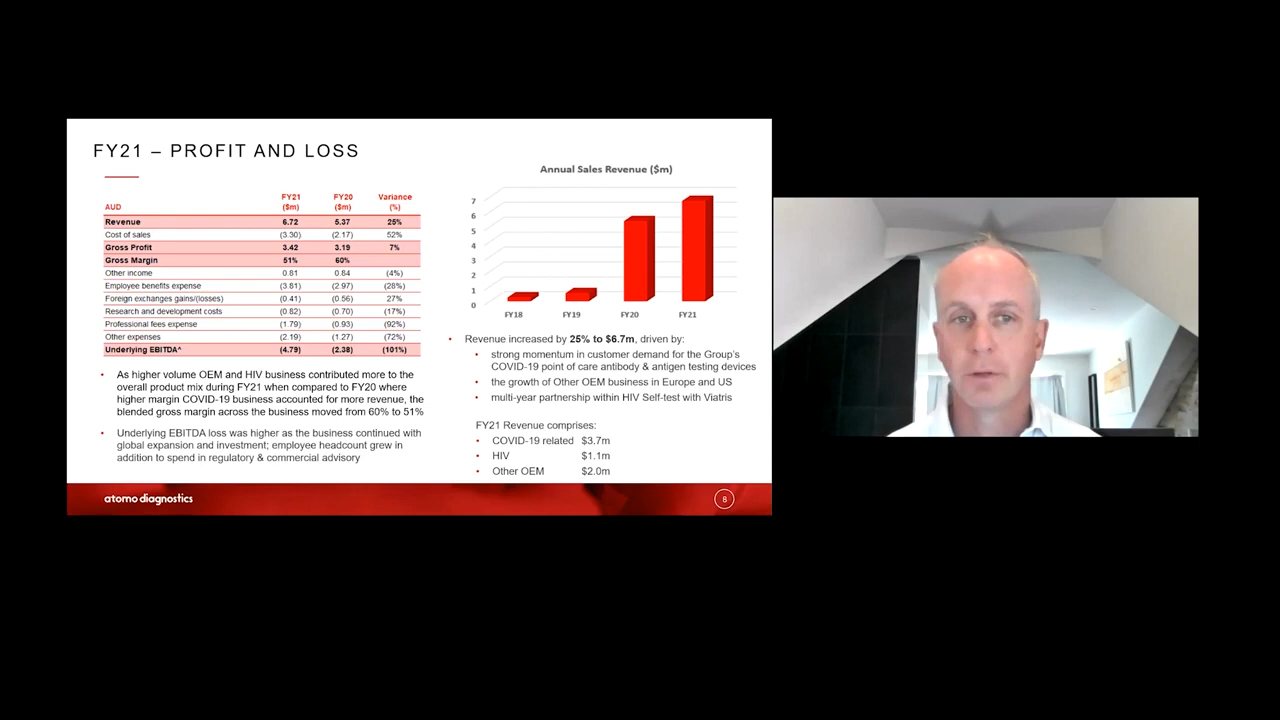 FY21 – PROFIT AND LOSS
AUD FY21 ($m) FY20 ($m) Variance (%)
Revenue 6.72 5.37 25%
Cost of sales (3.30) (2.17) 52%
Gross Profit 3.42 3.19 7%
Gross Margin 51% 60%
Other income 0.81 0.84 (4%)
Employee benefits expense (3.81) (2.97) (28%)
Foreign exchanges gains/(losses) (0.41) (0.56) 27%
Research and development costs (0.82) (0.70) (17%)
Professional fees expense (1.79) (0.93) (92%)
Other expenses (2.19) (1.27) (72%)
Underlying EBITDA^ (4.79) (2.38) (101%)
• As higher volume OEM and HIV business contributed more to the
overall product mix during FY21 when compared to FY20 where
higher margin COVID-19 business accounted for more revenue, the
blended gross margin across the business moved from 60% to 51%
• Underlying EBITDA loss was higher as the business continued with
global expansion and investment; employee headcount grew in
addition to spend in regulatory & commercial advisory
Annual Sales Revenue ($m)
7
6
5
4
3
2
1
0
FY18 FY19 FY20 FY21
• Revenue increased by 25% to $6.7m, driven by:
• strong momentum in customer demand for the Group's
COVID-19 point of care antibody & antigen testing devices
• the growth of Other OEM business in Europe and US
• multi-year partnership within HIV Self-test with Viatris
FY21 Revenue comprises:
• COVID-19 related $3.7m
• HIV $1.1m
• Other OEM $2.0m
atomo diagnostics
8